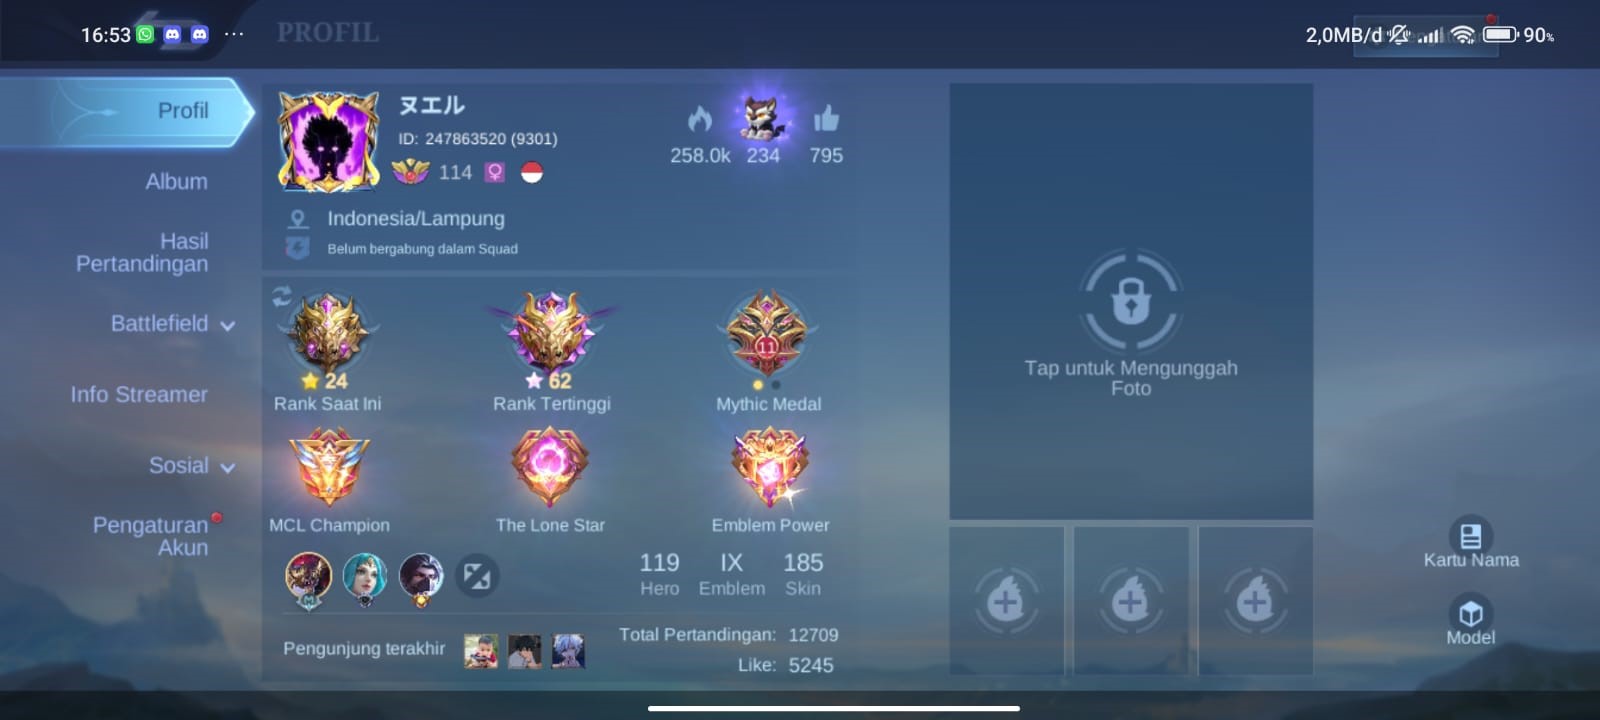 16:53
PROFIL
2,0MB/d
90%
Profil
Album
Hasil
Pertandingan
Battlefield
Info Streamer
Sosial
Pengaturan
Akun
ヌエル
ID: 247863520 (9301)
114
258.0k
234
795
Indonesia/Lampung
Belum bergabung dalam Squad
24
Rank Saat Ini
62
Rank Tertinggi
11
Mythic Medal
MCL Champion
The Lone Star
Emblem Power
119
Hero
IX
Emblem
185
Skin
Pengunjung terakhir
Total Pertandingan: 12709
Like: 5245
Tap untuk Mengunggah
Foto
Kartu Nama
Model